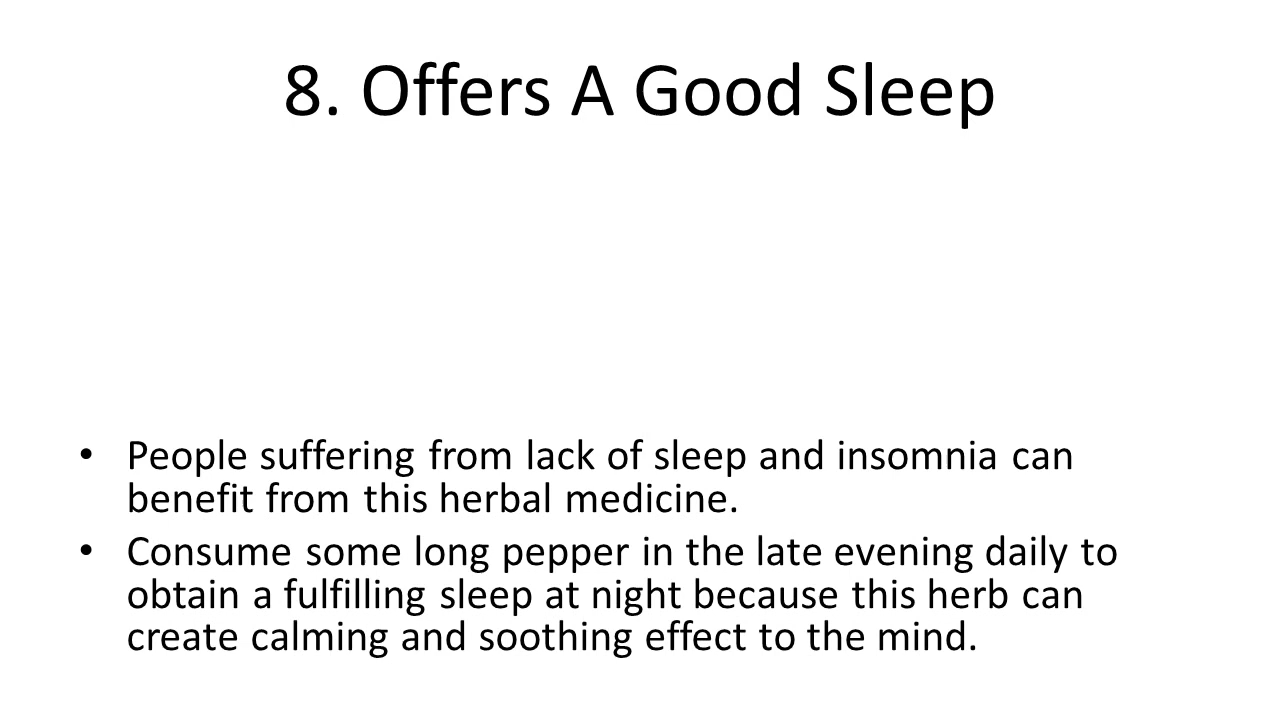 8. Offers A Good Sleep
• People suffering from lack of sleep and insomnia can
benefit from this herbal medicine.
• Consume some long pepper in the late evening daily to
obtain a fulfilling sleep at night because this herb can
create calming and soothing effect to the mind.